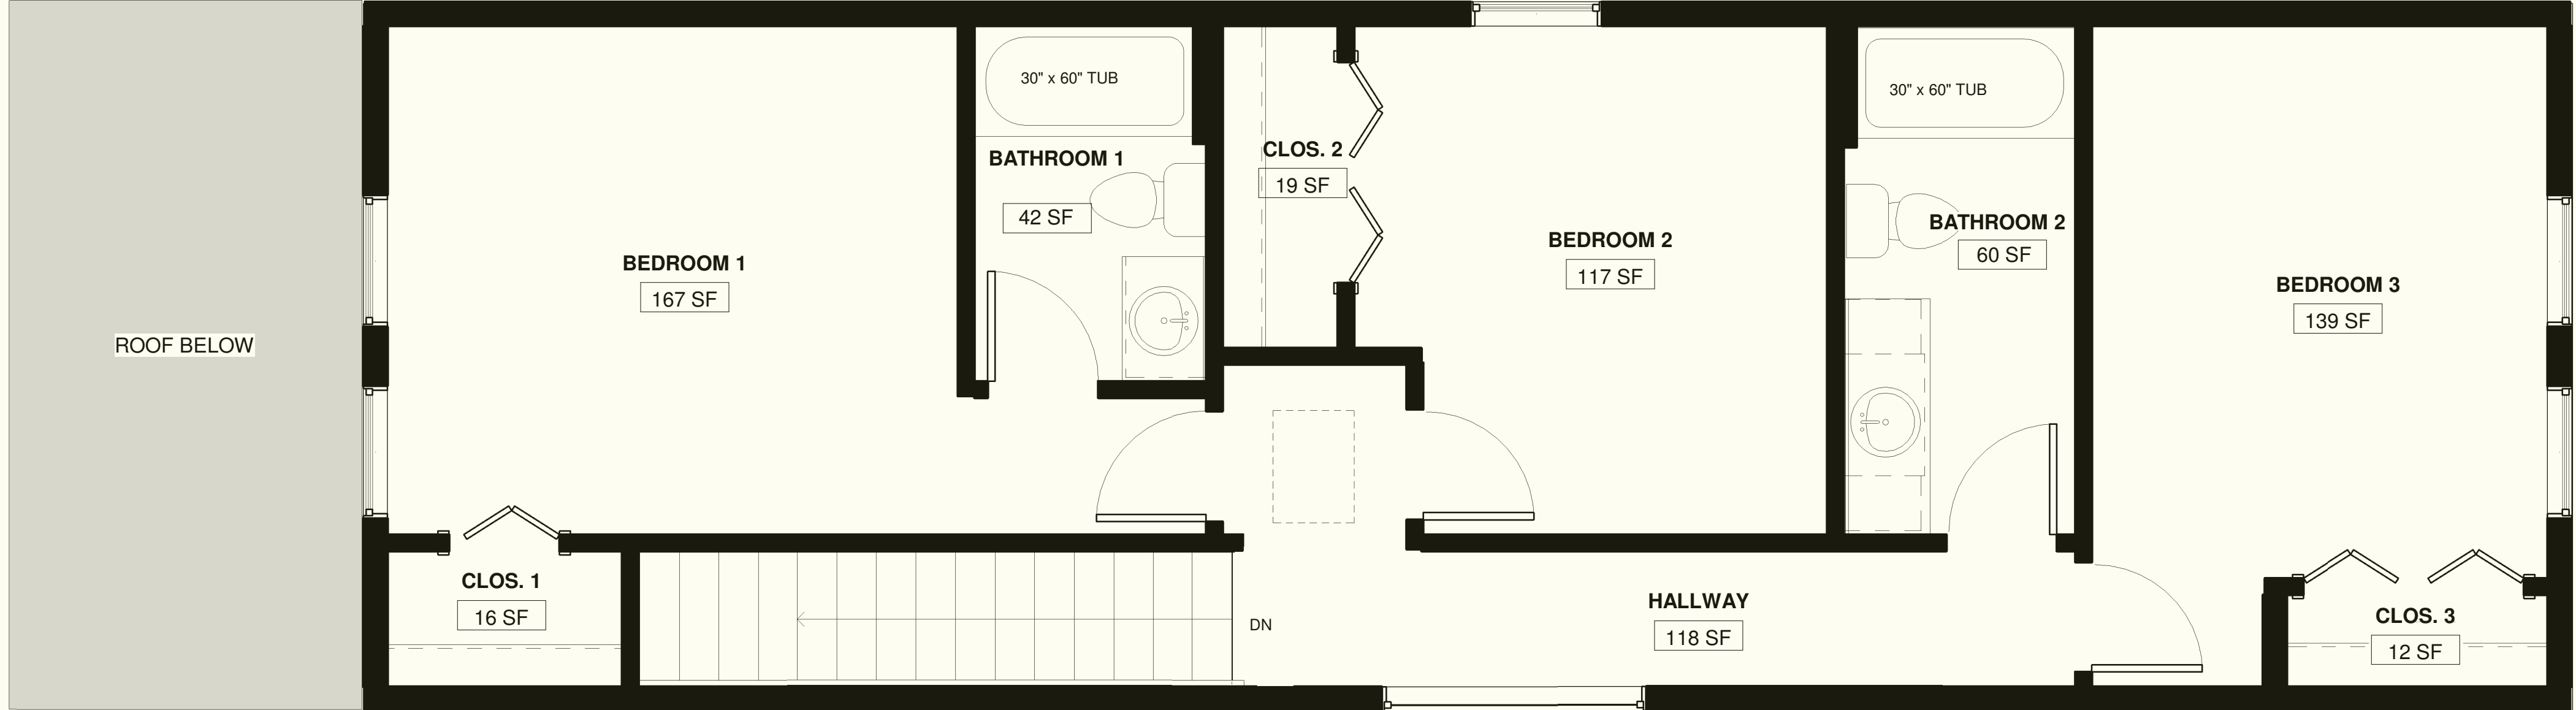 ROOF BELOW
BEDROOM 1
167 SF
CLOS. 1
16 SF
30" x 60" TUB
BATHROOM 1
42 SF
CLOS. 2
19 SF
BEDROOM 2
117 SF
DN
HALLWAY
118 SF
30" x 60" TUB
BATHROOM 2
60 SF
BEDROOM 3
139 SF
CLOS. 3
12 SF